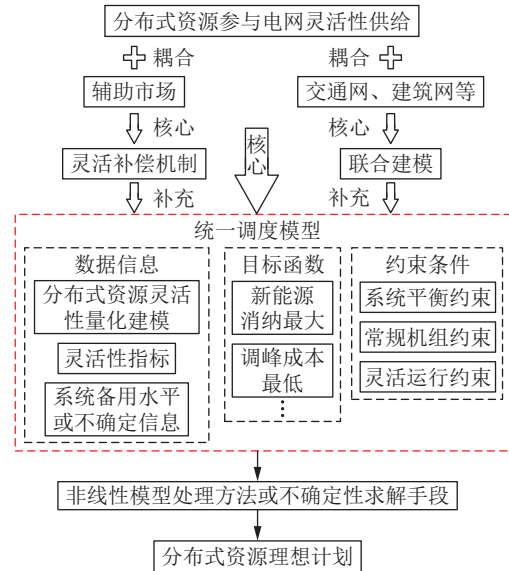 分布式资源参与电网灵活性供给
耦合
耦合
辅助市场
交通网、建筑网等
核心
核心
核心
灵活补偿机制
联合建模
补充
补充
统一调度模型
数据信息
分布式资源灵活
性量化建模
灵活性指标
系统备用水平
或不确定信息
目标函数
新能源
消纳最大
调峰成本
最低
⋮
约束条件
系统平衡约束
常规机组约束
灵活运行约束
非线性模型处理方法或不确定性求解手段
分布式资源理想计划